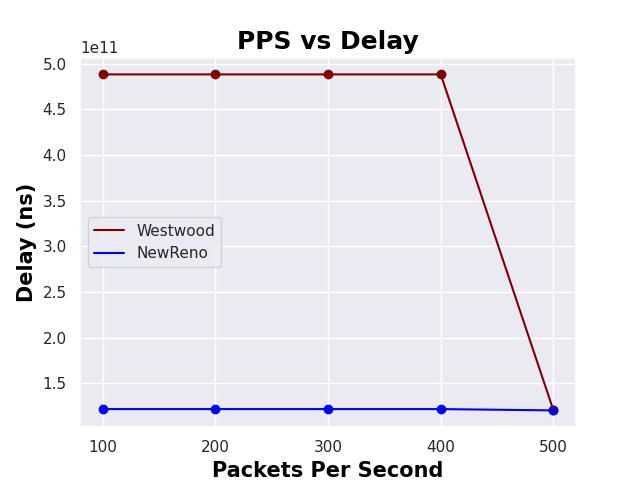 PPS vs Delay
1e11
5.0
4.5
4.0
3.5
3.0
2.5
2.0
1.5
Delay (ns)
Westwood
NewReno
100 200 300 400 500
Packets Per Second